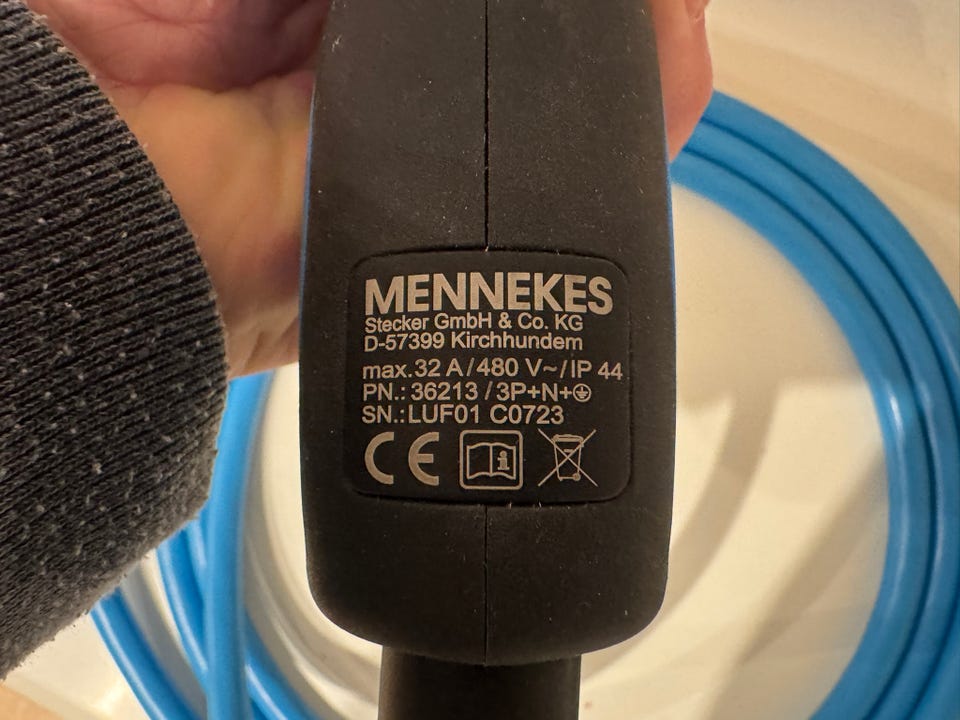 MENNEKES
Stecker GmbH & Co. KG
D-57399 Kirchhundem
max. 32 A / 480 V~ / IP 44
PN.: 36213 / 3P+N+⏚
SN.: LUF01 C0723
CE
i